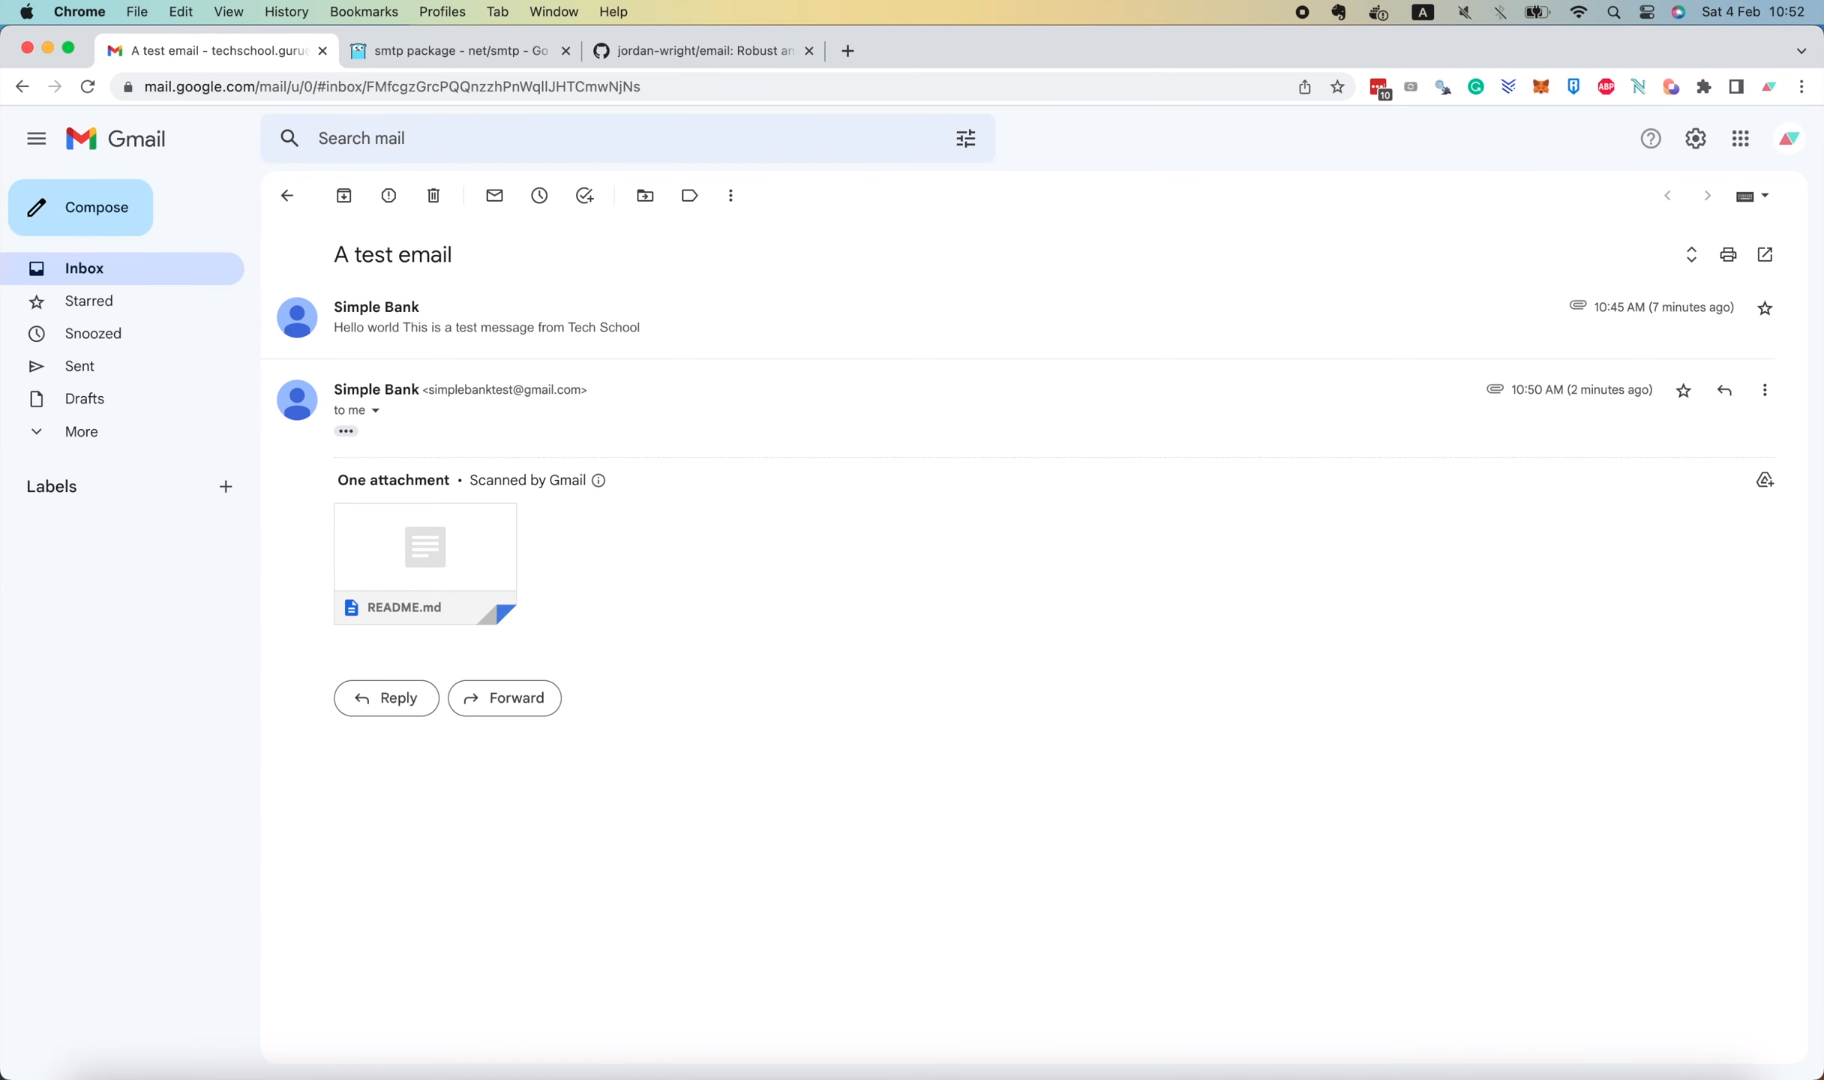 Chrome File Edit View History Bookmarks Profiles Tab Window Help A Sat 4 Feb 10:52
A test email - techschool.guru smtp package - net/smtp - Go jordan-wright/email: Robust an
mail.google.com/mail/u/0/#inbox/FMfcgzGrcPQQnzzhPnWqlIJHTCmwNjNs 10 ABP
Gmail Search mail
Compose
A test email
Inbox
Starred
Snoozed
Sent
Drafts
More
Labels
Simple Bank 10:45 AM (7 minutes ago)
Hello world This is a test message from Tech School
Simple Bank <simplebanktest@gmail.com> 10:50 AM (2 minutes ago)
to me
One attachment • Scanned by Gmail
README.md
Reply Forward